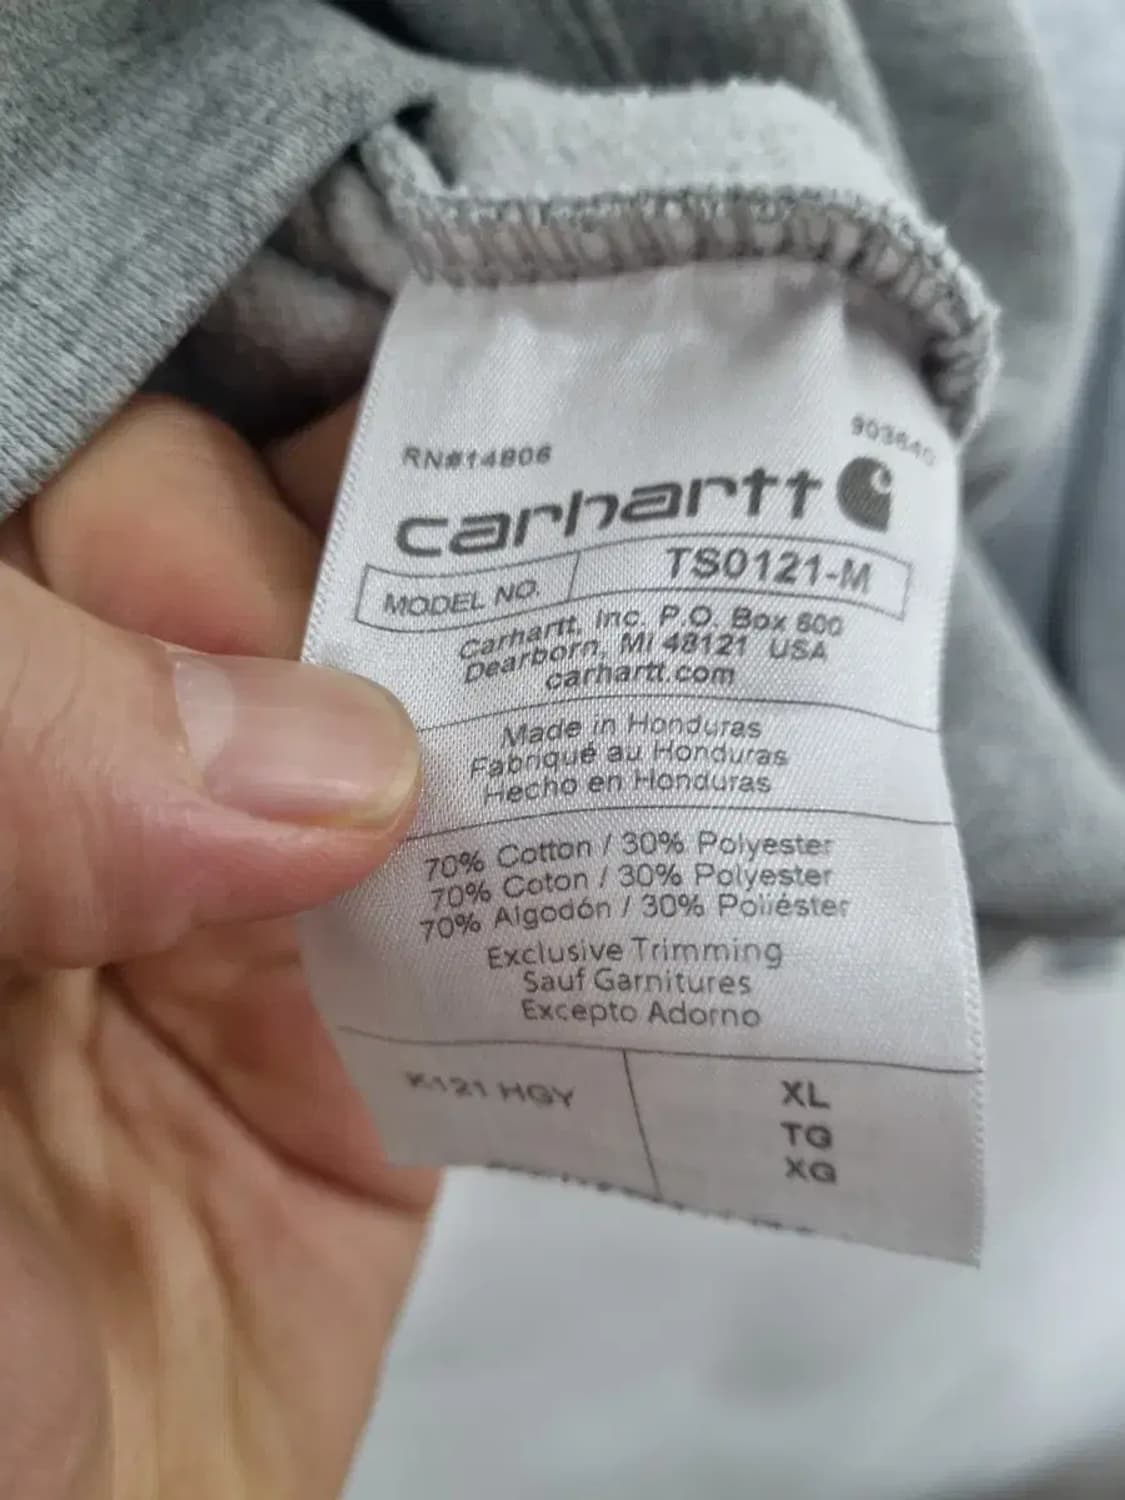 RN#14806
903640
carhartt
MODEL NO. TS0121-M
Carhartt, Inc. P.O. Box 600
Dearborn, MI 48121 USA
carhartt.com
Made in Honduras
Fabriqué au Honduras
Hecho en Honduras
70% Cotton / 30% Polyester
70% Coton / 30% Polyester
70% Algodón / 30% Poliéster
Exclusive Trimming
Sauf Garnitures
Excepto Adorno
K121 HGY
XL
TG
XG